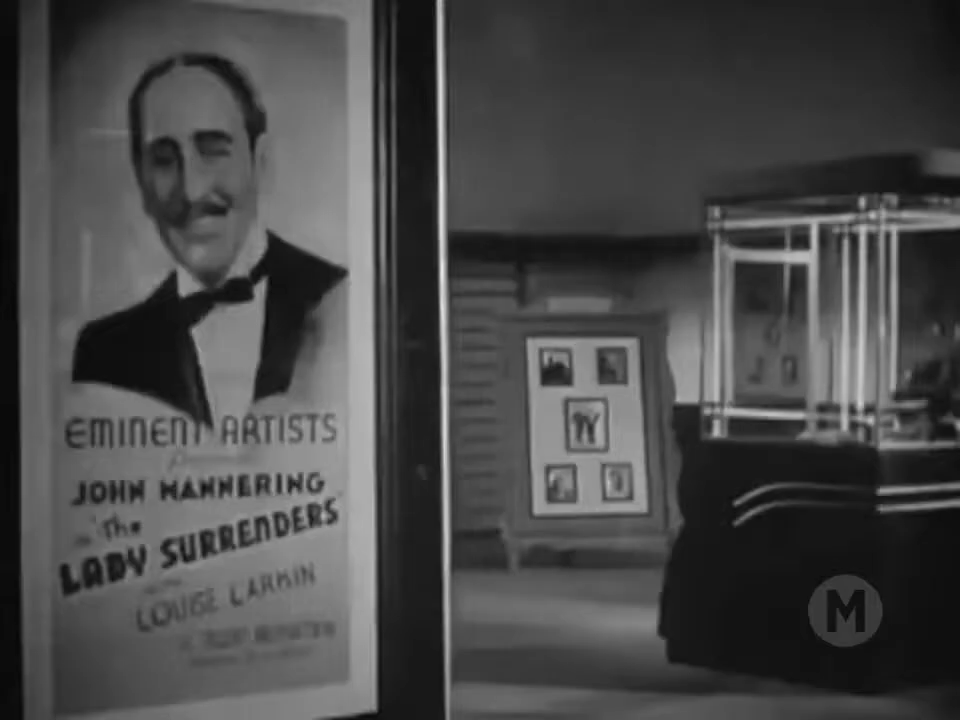 EMINENT ARTISTS
JOHN MANNERING
"The
LADY SURRENDERS"
LOUISE LARKIN
M